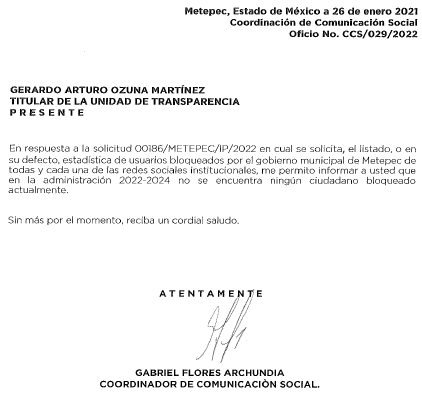 Metepec, Estado de México a 26 de enero 2021
Coordinación de Comunicación Social
Oficio No. CCS/029/2022
GERARDO ARTURO OZUNA MARTÍNEZ
TITULAR DE LA UNIDAD DE TRANSPARENCIA
P R E S E N T E
En respuesta a la solicitud 00186/METEPEC/IP/2022 en cual se solicita, el listado, o en
su defecto, estadística de usuarios bloqueados por el gobierno municipal de Metepec de
todas y cada una de las redes sociales institucionales, me permito informar a usted que
en la administración 2022-2024 no se encuentra ningún ciudadano bloqueado
actualmente.
Sin más por el momento, reciba un cordial saludo.
A T E N T A M E N T E
GABRIEL FLORES ARCHUNDIA
COORDINADOR DE COMUNICACIÒN SOCIAL.